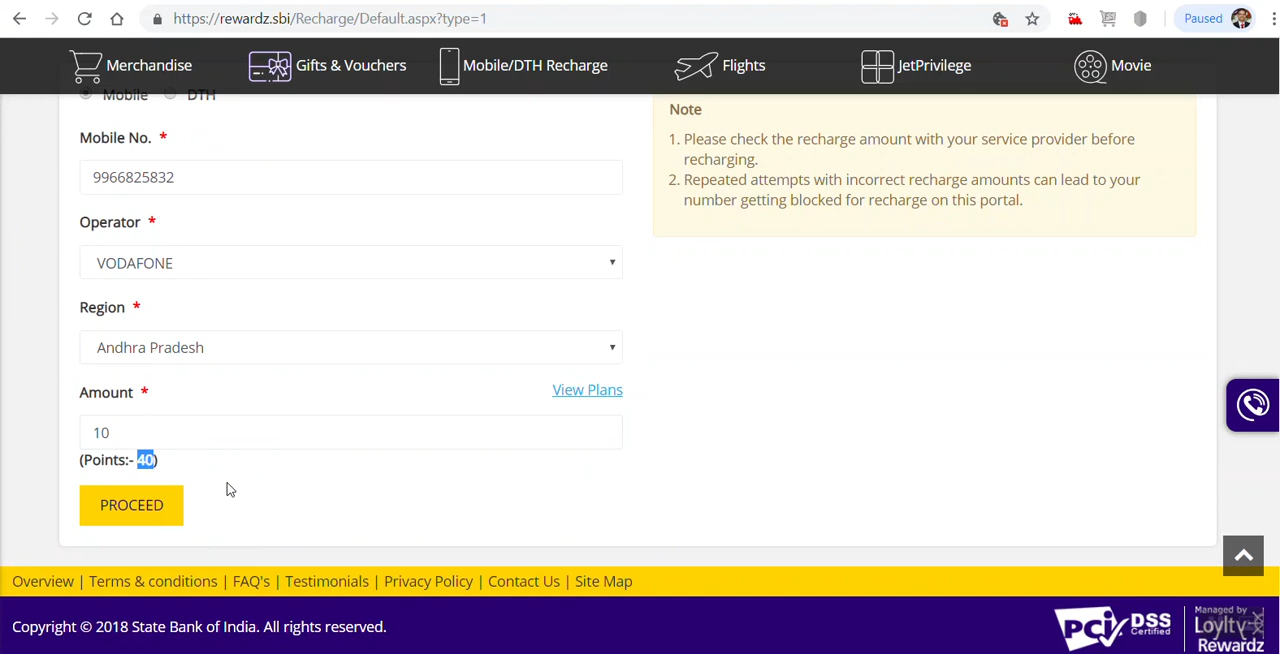 https://rewardz.sbi/Recharge/Default.aspx?type=1
Paused
Merchandise
Gifts & Vouchers
Mobile/DTH Recharge
Flights
JetPrivilege
Movie
Mobile DTH
Mobile No. *
9966825832
Operator *
VODAFONE
Region *
Andhra Pradesh
Amount *
View Plans
10
(Points:- 40)
PROCEED
Note
1. Please check the recharge amount with your service provider before
recharging.
2. Repeated attempts with incorrect recharge amounts can lead to your
number getting blocked for recharge on this portal.
Overview | Terms & conditions | FAQ's | Testimonials | Privacy Policy | Contact Us | Site Map
Copyright © 2018 State Bank of India. All rights reserved.
PCI DSS
Certified
Managed by
Loylty
Rewardz